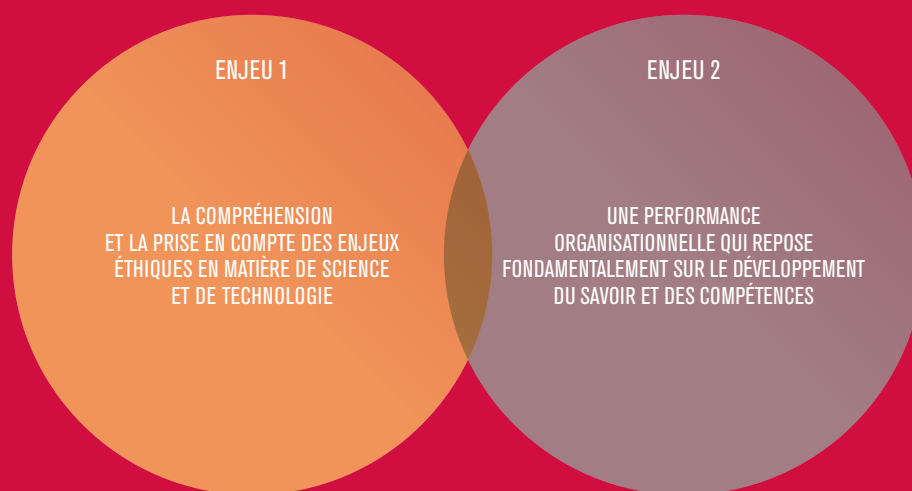 ENJEU 1
LA COMPRÉHENSION
ET LA PRISE EN COMPTE DES ENJEUX
ÉTHIQUES EN MATIÈRE DE SCIENCE
ET DE TECHNOLOGIE
ENJEU 2
UNE PERFORMANCE
ORGANISATIONNELLE QUI REPOSE
FONDAMENTALEMENT SUR LE DÉVELOPPEMENT
DU SAVOIR ET DES COMPÉTENCES